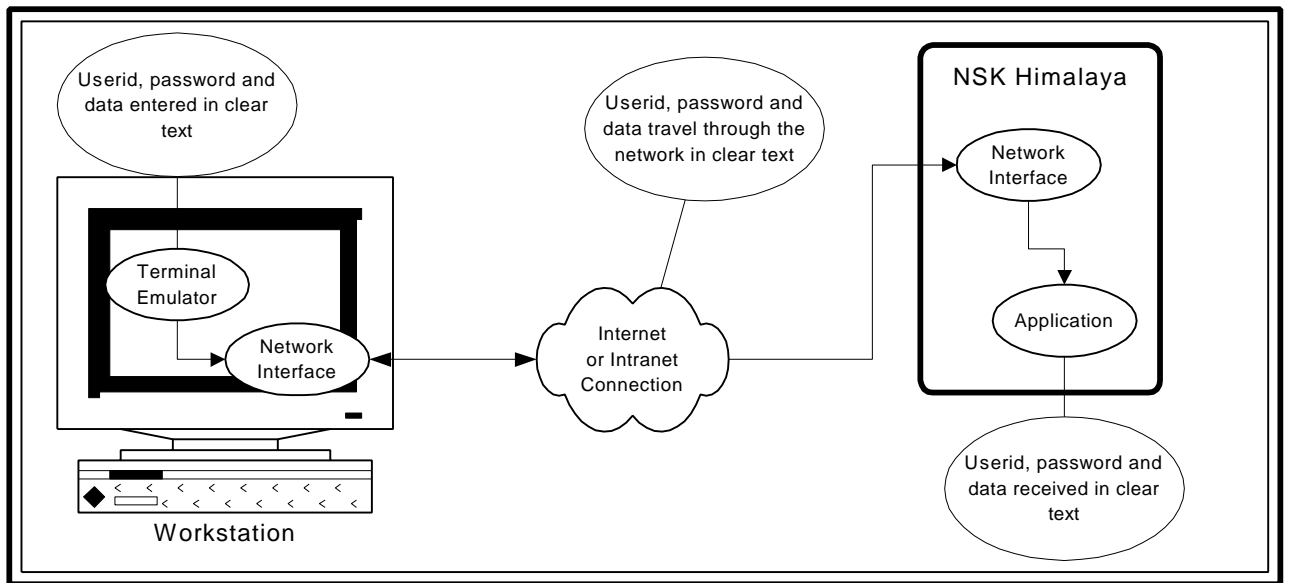 Userid, password and
data entered in clear
text
Terminal
Emulator
Network
Interface
Workstation
Userid, password and
data travel through the
network in clear text
Internet
or Intranet
Connection
NSK Himalaya
Network
Interface
Application
Userid, password and
data received in clear
text